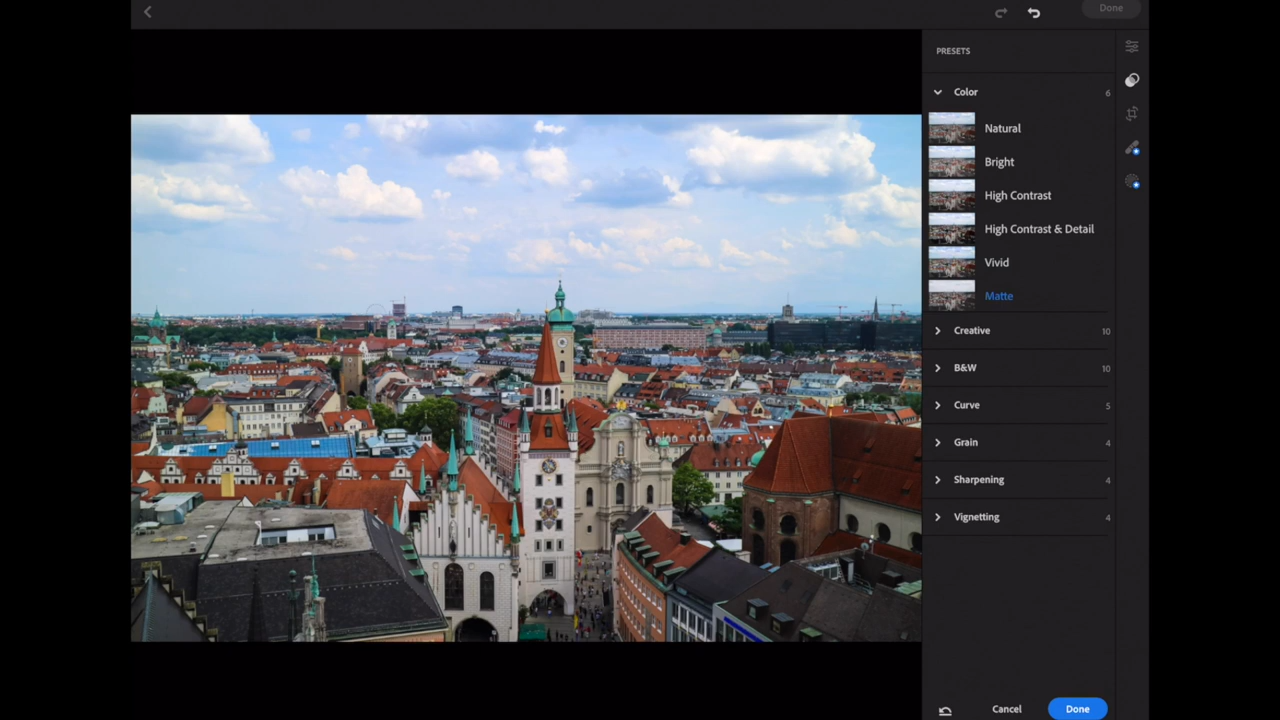 Done
PRESETS
Color 6
Natural
Bright
High Contrast
High Contrast & Detail
Vivid
Matte
Creative 10
B&W 10
Curve 5
Grain 4
Sharpening 4
Vignetting 4
Cancel Done